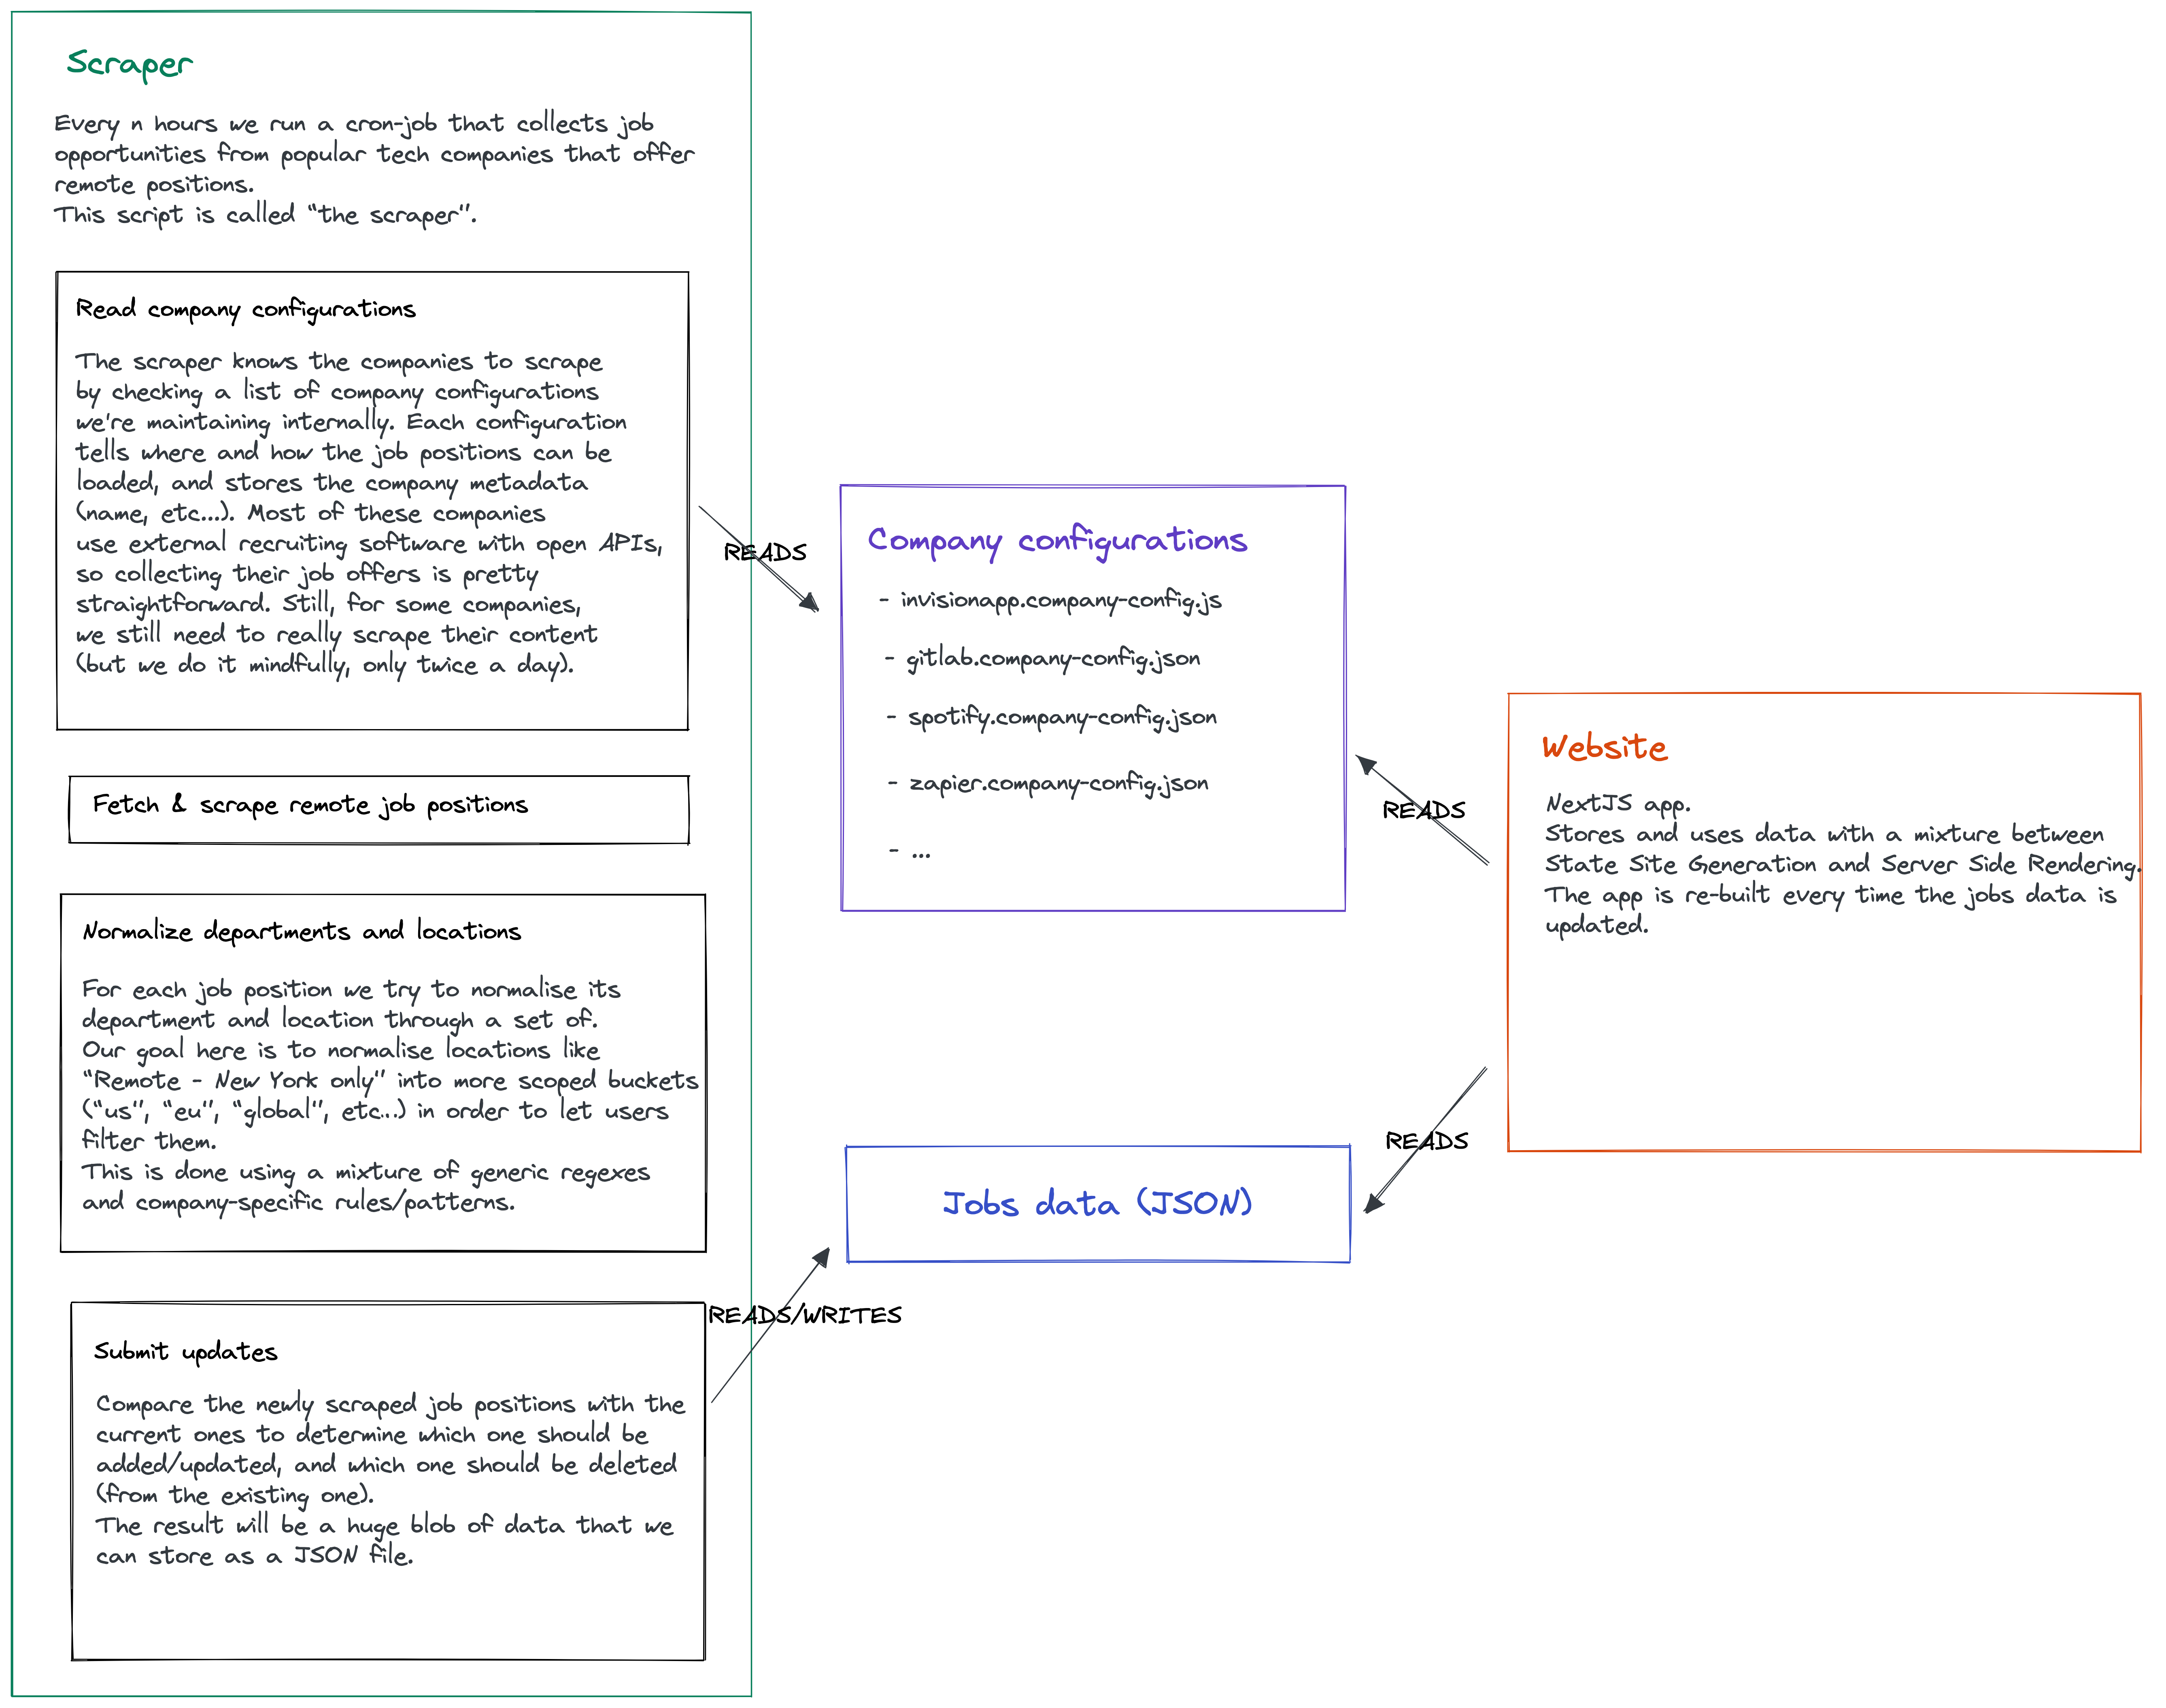 Scraper
Every n hours we run a cron-job that collects job
opportunities from popular tech companies that offer
remote positions.
This script is called "the scraper".
Read company configurations
The scraper knows the companies to scrape
by checking a list of company configurations
we're maintaining internally. Each configuration
tells where and how the job positions can be
loaded, and stores the company metadata
(name, etc...). Most of these companies
use external recruiting software with open APIs,
so collecting their job offers is pretty
straightforward. Still, for some companies,
we still need to really scrape their content
(but we do it mindfully, only twice a day).
Fetch & scrape remote job positions
Normalize departments and locations
For each job position we try to normalise its
department and location through a set of.
Our goal here is to normalise locations like
"Remote - New York only" into more scoped buckets
("us", "eu", "global", etc...) in order to let users
filter them.
This is done using a mixture of generic regexes
and company-specific rules/patterns.
Submit updates
Compare the newly scraped job positions with the
current ones to determine which one should be
added/updated, and which one should be deleted
(from the existing one).
The result will be a huge blob of data that we
can store as a JSON file.
READS
Company configurations
- invisionapp.company-config.js
- gitlab.company-config.json
- spotify.company-config.json
- zapier.company-config.json
- ...
READS/WRITES
Jobs data (JSON)
READS
READS
Website
NextJS app.
Stores and uses data with a mixture between
State Site Generation and Server Side Rendering.
The app is re-built every time the jobs data is
updated.